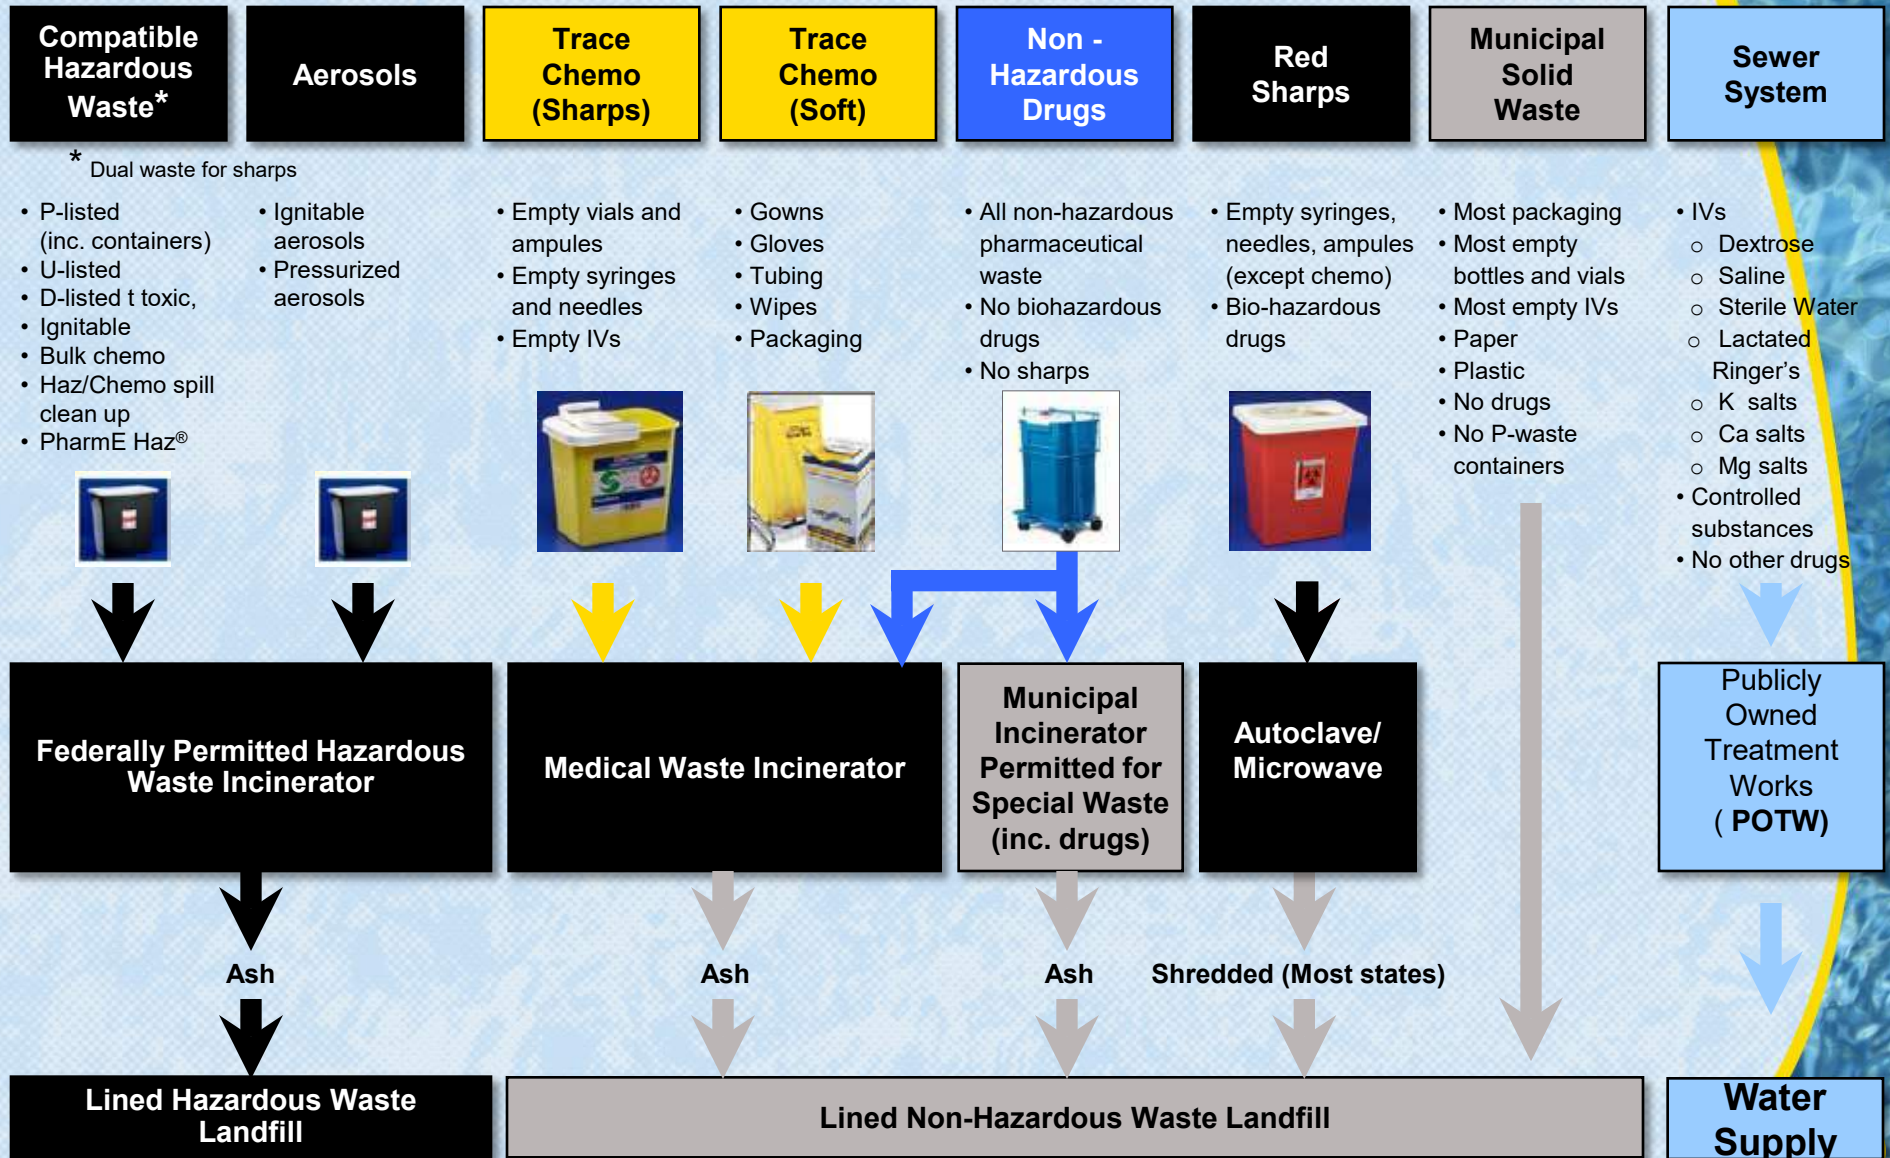 Compatible
Hazardous
Waste*
Aerosols
Trace
Chemo
(Sharps)
Trace
Chemo
(Soft)
Non -
Hazardous
Drugs
Red
Sharps
Municipal
Solid
Waste
Sewer
System
* Dual waste for sharps
• P-listed
(inc. containers)
• U-listed
• D-listed t toxic,
• Ignitable
• Bulk chemo
• Haz/Chemo spill
clean up
• PharmE Haz®
• Ignitable
aerosols
• Pressurized
aerosols
• Empty vials and
ampules
• Empty syringes
and needles
• Empty IVs
• Gowns
• Gloves
• Tubing
• Wipes
• Packaging
• All non-hazardous
pharmaceutical
waste
• No biohazardous
drugs
• No sharps
• Empty syringes,
needles, ampules
(except chemo)
• Bio-hazardous
drugs
• Most packaging
• Most empty
bottles and vials
• Most empty IVs
• Paper
• Plastic
• No drugs
• No P-waste
containers
• IVs
o Dextrose
o Saline
o Sterile Water
o Lactated
Ringer's
o K salts
o Ca salts
o Mg salts
• Controlled
substances
• No other drugs
Federally Permitted Hazardous
Waste Incinerator
Medical Waste Incinerator
Municipal
Incinerator
Permitted for
Special Waste
(inc. drugs)
Autoclave/
Microwave
Publicly
Owned
Treatment
Works
( POTW)
Ash
Ash
Ash
Shredded (Most states)
Lined Hazardous Waste
Landfill
Lined Non-Hazardous Waste Landfill
Water
Supply